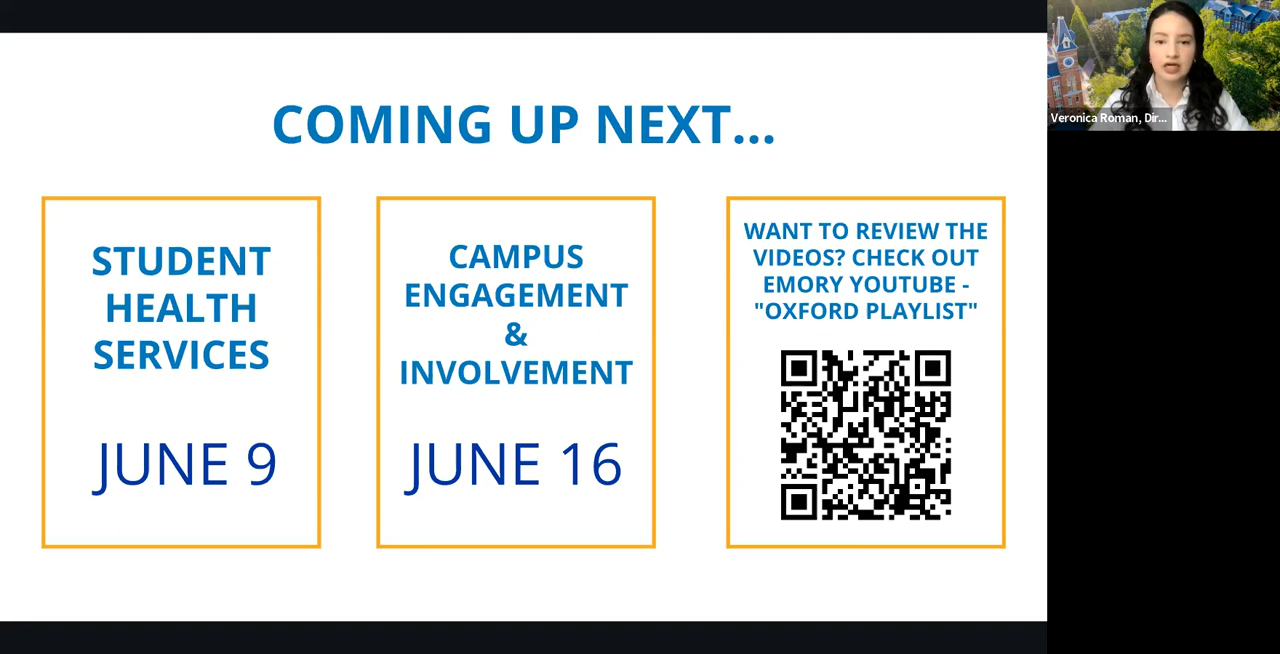 COMING UP NEXT...
STUDENT
HEALTH
SERVICES
JUNE 9
CAMPUS
ENGAGEMENT
&
INVOLVEMENT
JUNE 16
WANT TO REVIEW THE
VIDEOS? CHECK OUT
EMORY YOUTUBE -
"OXFORD PLAYLIST"
Veronica Roman, Dir...